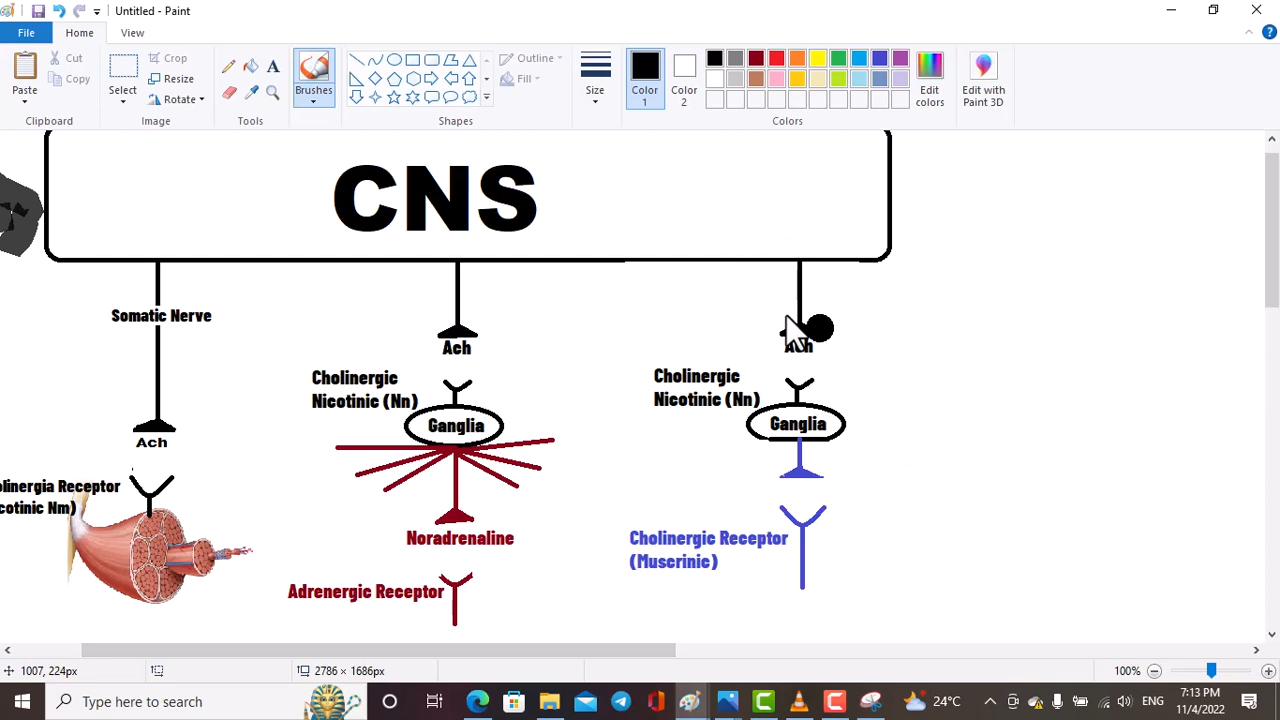 Untitled - Paint
File
Home
View
Paste
Cut
Copy
Clipboard
Select
Crop
Resize
Rotate
Image
Tools
Brushes
Outline
Fill
Shapes
Size
Color 1
Color 2
Edit colors
Edit with Paint 3D
Colors
CNS
Somatic Nerve
Ach
Ach
Ach
Cholinergic
Nicotinic (Nn)
Cholinergic
Nicotinic (Nn)
Ganglia
Ganglia
olinergia Receptor
cotinic Nm)
Noradrenaline
Adrenergic Receptor
Cholinergic Receptor
(Muscrinic)
1007, 224px
2786 × 1686px
100%
Type here to search
24°C
ENG
7:13 PM
11/4/2022